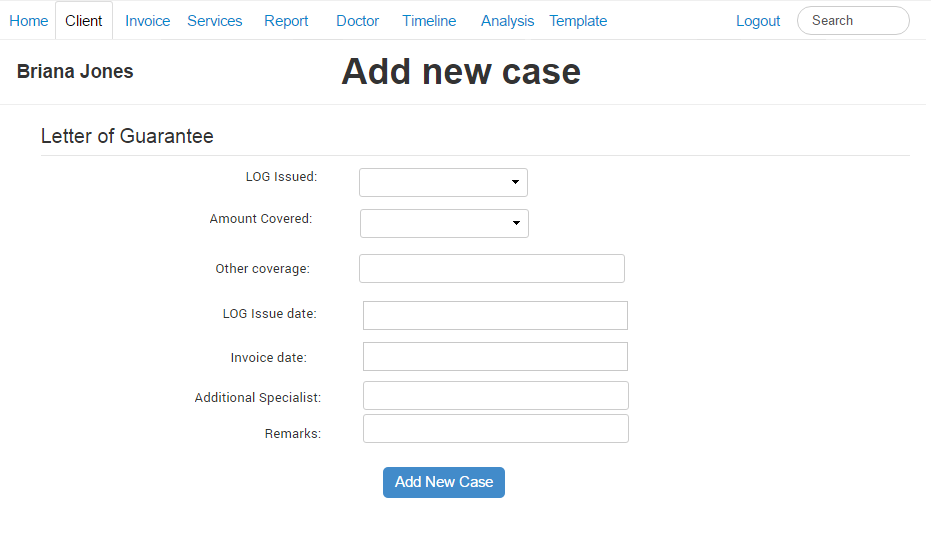 Home Client Invoice Services Report Doctor Timeline Analysis Template Logout Search
Briana Jones Add new case
Letter of Guarantee
LOG Issued:
Amount Covered:
Other coverage:
LOG Issue date:
Invoice date:
Additional Specialist:
Remarks:
Add New Case